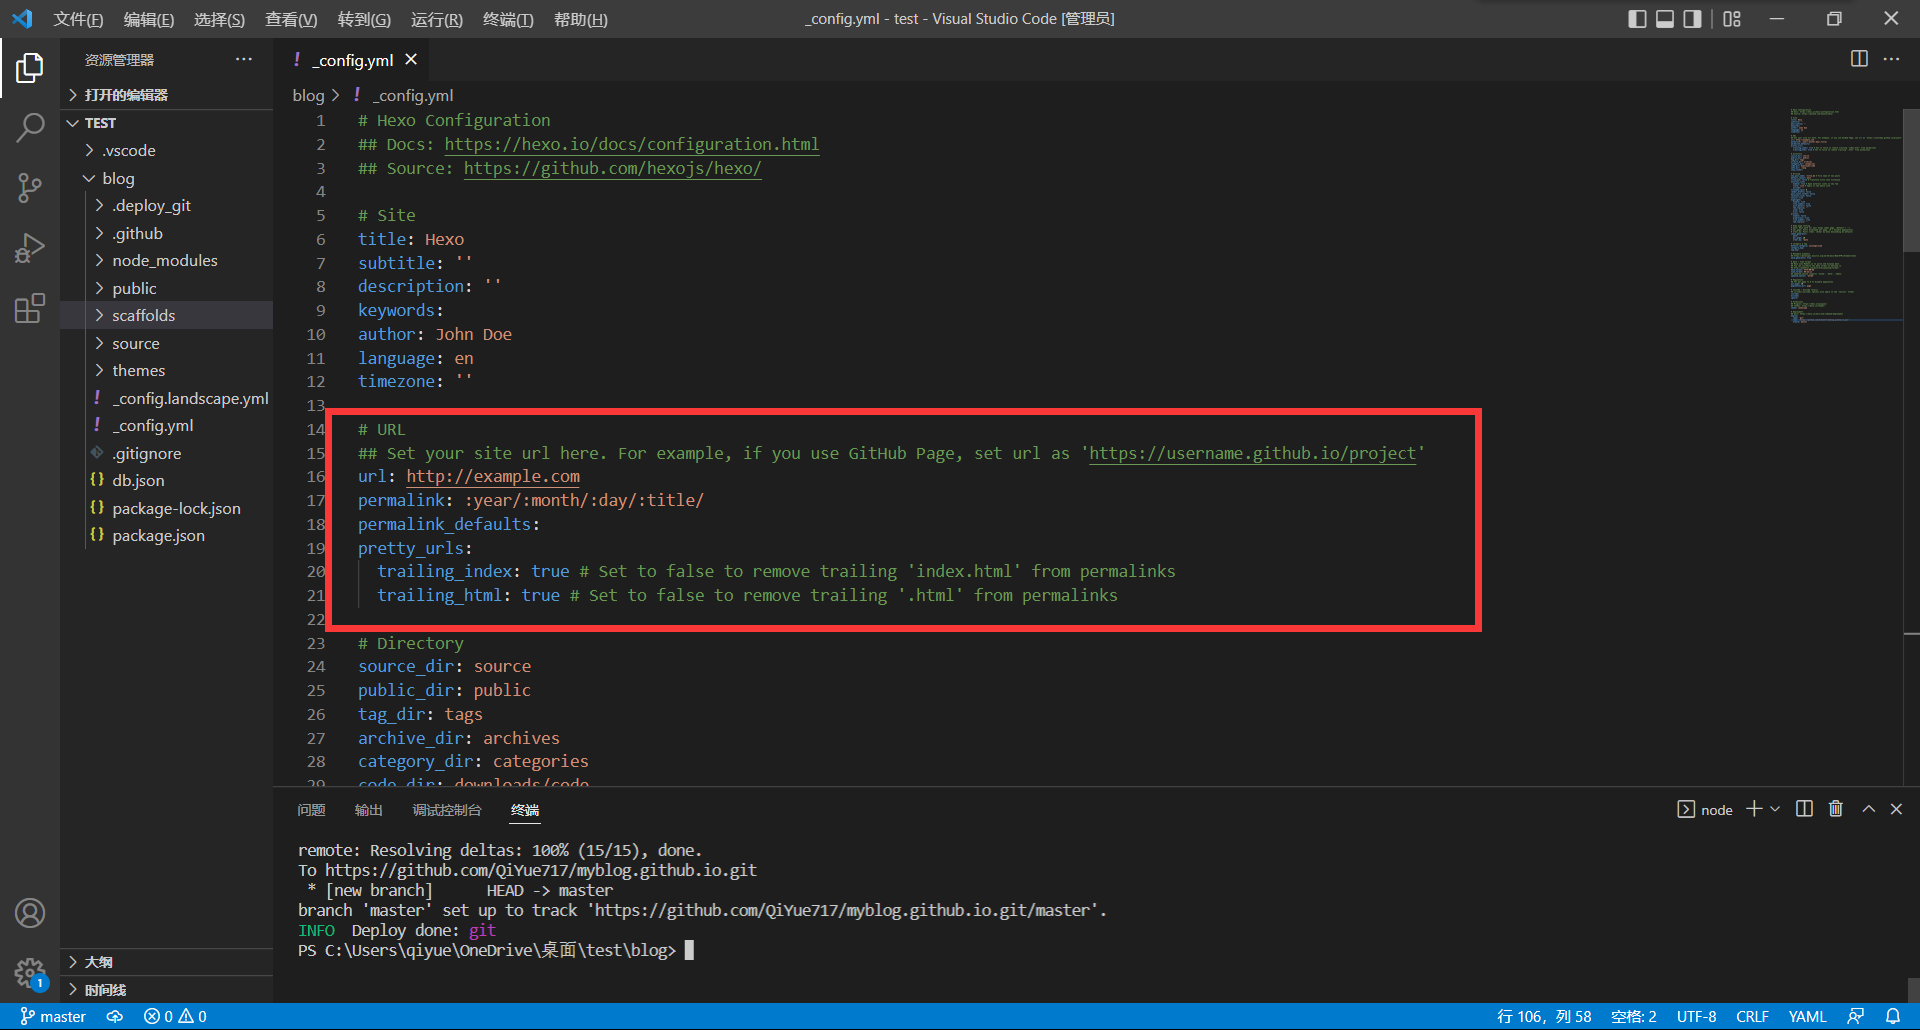 文件(F) 编辑(E) 选择(S) 查看(V) 转到(G) 运行(R) 终端(T) 帮助(H)
_config.yml - test - Visual Studio Code [管理员]
资源管理器
打开的编辑器
TEST
.vscode
blog
.deploy_git
.github
node_modules
public
scaffolds
source
themes
_config.landscape.yml
_config.yml
.gitignore
db.json
package-lock.json
package.json
大纲
时间线
_config.yml
blog > _config.yml
1 # Hexo Configuration
2 ## Docs: https://hexo.io/docs/configuration.html
3 ## Source: https://github.com/hexojs/hexo/
4
5 # Site
6 title: Hexo
7 subtitle: ''
8 description: ''
9 keywords:
10 author: John Doe
11 language: en
12 timezone: ''
13
14 # URL
15 ## Set your site url here. For example, if you use GitHub Page, set url as 'https://username.github.io/project'
16 url: http://example.com
17 permalink: :year/:month/:day/:title/
18 permalink_defaults:
19 pretty_urls:
20 trailing_index: true # Set to false to remove trailing 'index.html' from permalinks
21 trailing_html: true # Set to false to remove trailing '.html' from permalinks
22
23 # Directory
24 source_dir: source
25 public_dir: public
26 tag_dir: tags
27 archive_dir: archives
28 category_dir: categories
29 code_dir: downloads/code
问题 输出 调试控制台 终端
node
remote: Resolving deltas: 100% (15/15), done.
To https://github.com/QiYue717/myblog.github.io.git
* [new branch] HEAD -> master
branch 'master' set up to track 'https://github.com/QiYue717/myblog.github.io.git/master'.
INFO Deploy done: git
PS C:\Users\qiyue\OneDrive\桌面\test\blog>
1
master 0 0
行 106, 列 58 空格: 2 UTF-8 CRLF YAML